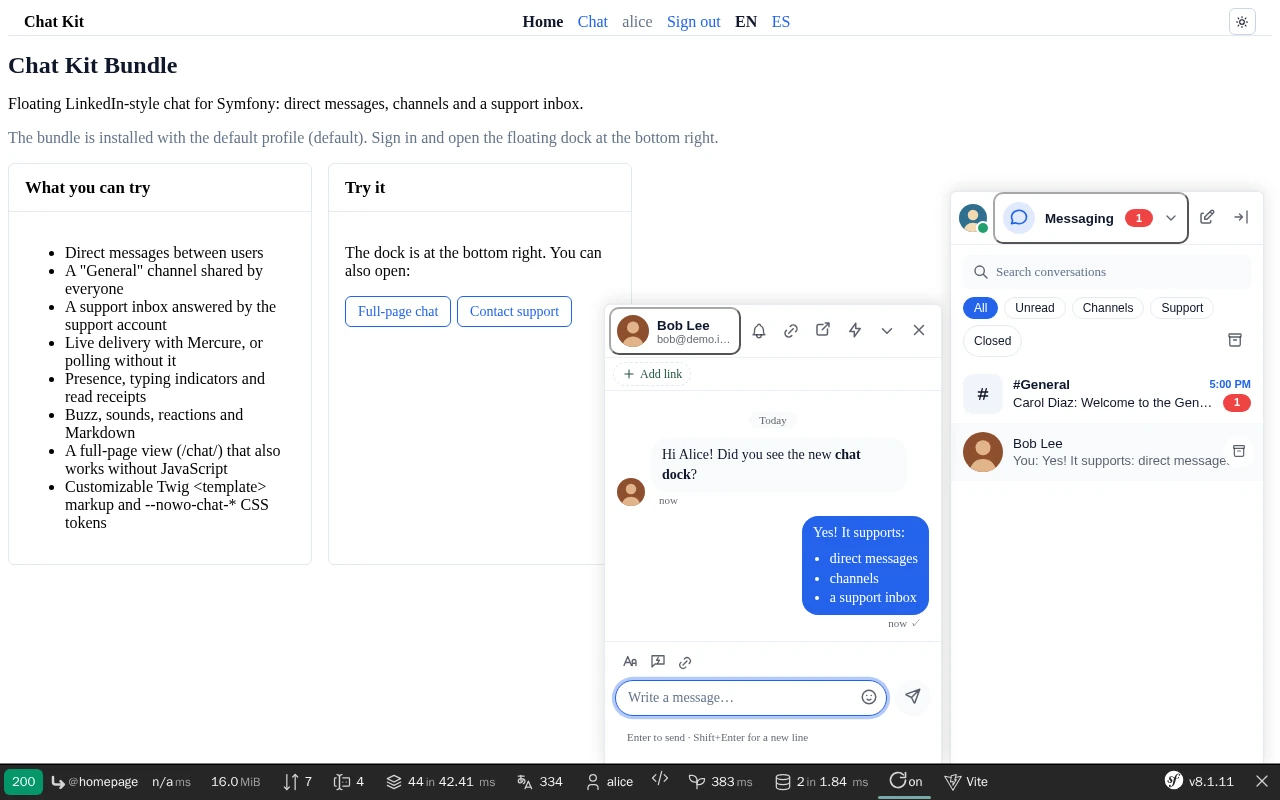 Chat Kit
Home Chat alice Sign out EN ES
Chat Kit Bundle
Floating LinkedIn-style chat for Symfony: direct messages, channels and a support inbox.
The bundle is installed with the default profile (default). Sign in and open the floating dock at the bottom right.
What you can try
Direct messages between users
A "General" channel shared by
everyone
A support inbox answered by the
support account
Live delivery with Mercure, or
polling without it
Presence, typing indicators and
read receipts
Buzz, sounds, reactions and
Markdown
A full-page view (/chat/) that also
works without JavaScript
Customizable Twig <template>
markup and --nowo-chat-* CSS
tokens
Try it
The dock is at the bottom right. You can
also open:
Full-page chat Contact support
Bob Lee
bob@demo.i…
Add link
Today
Hi Alice! Did you see the new chat
dock?
now
Yes! It supports:
direct messages
channels
a support inbox
now ✓
Write a message…
Enter to send · Shift+Enter for a new line
Messaging 1
Search conversations
All Unread Channels Support
Closed
# #General 5:00 PM
Carol Diaz: Welcome to the Gen… 1
Bob Lee
You: Yes! It supports: direct message.
200 @homepage n/a ms 16.0 MiB 7 4 44 in 42.41 ms 334 alice 383 ms 2 in 1.84 ms on Vite sf v8.1.11